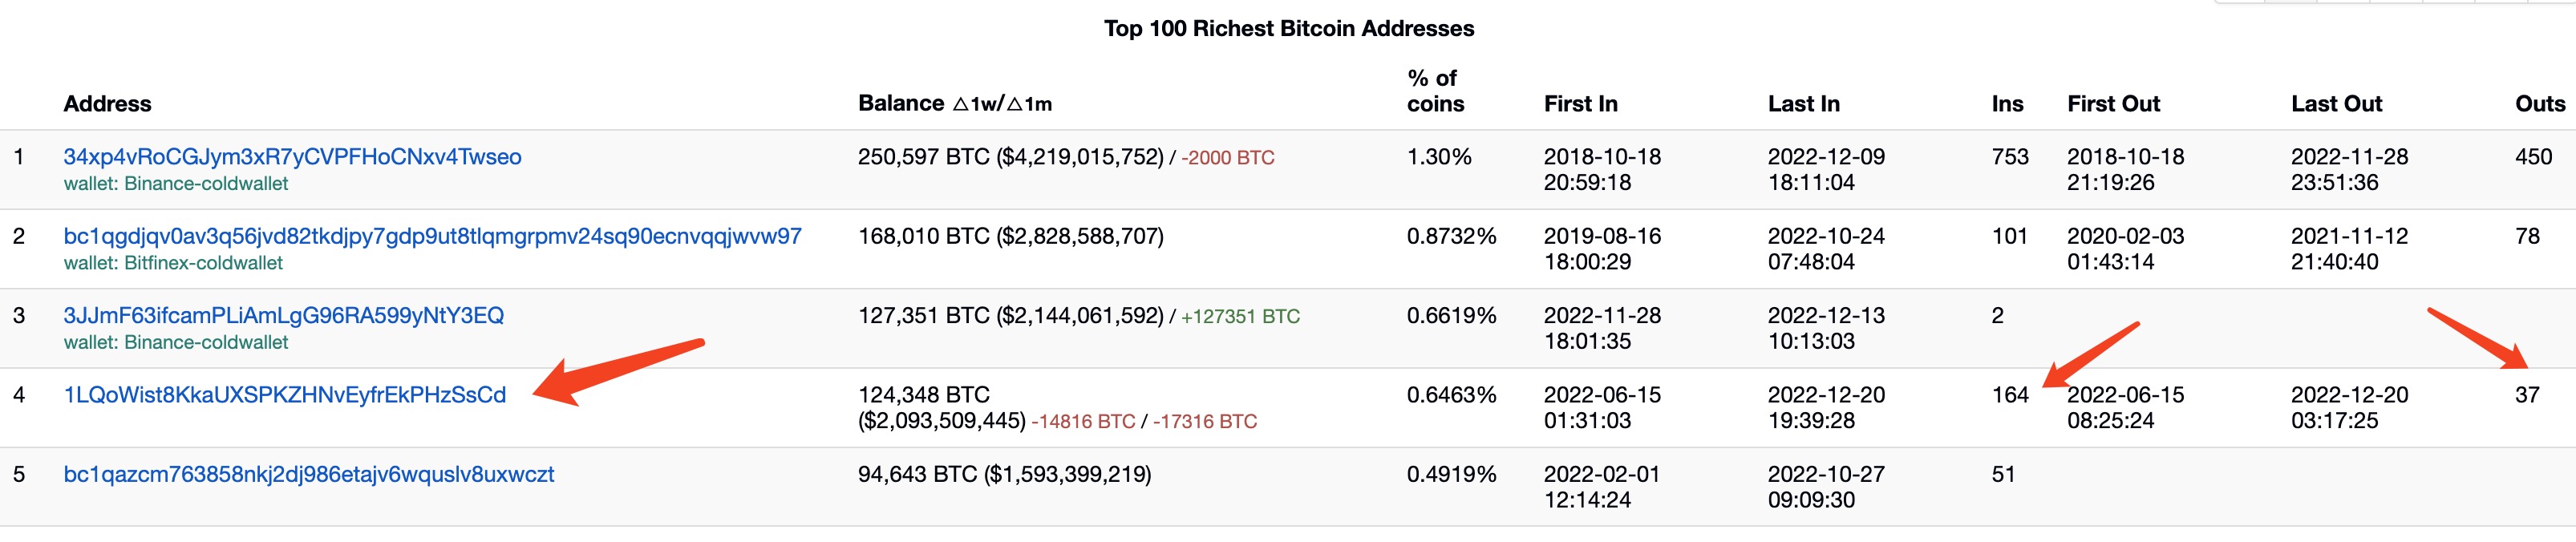 Top 100 Richest Bitcoin Addresses
Address Balance △1w/△1m % of coins First In Last In Ins First Out Last Out Outs
1 34xp4vRoCGJym3xR7yCVPFHoCNxv4Twseo 250,597 BTC ($4,219,015,752) / -2000 BTC 1.30% 2018-10-18 2022-12-09 753 2018-10-18 2022-11-28 450
wallet: Binance-coldwallet 20:59:18 18:11:04 21:19:26 23:51:36
2 bc1qgdjqv0av3q56jvd82tkdjpy7gdp9ut8tlqmgrpmv24sq90ecnvqqjwvw97 168,010 BTC ($2,828,588,707) 0.8732% 2019-08-16 2022-10-24 101 2020-02-03 2021-11-12 78
wallet: Bitfinex-coldwallet 18:00:29 07:48:04 01:43:14 21:40:40
3 3JJmF63ifcamPLiAmLgG96RA599yNtY3EQ 127,351 BTC ($2,144,061,592) / +127351 BTC 0.6619% 2022-11-28 2022-12-13 2
wallet: Binance-coldwallet 18:01:35 10:13:03
4 1LQoWist8KkaUXSPKZHNvEyfrEkPHzSsCd 124,348 BTC 0.6463% 2022-06-15 2022-12-20 164 2022-06-15 2022-12-20 37
($2,093,509,445) -14816 BTC / -17316 BTC 01:31:03 19:39:28 08:25:24 03:17:25
5 bc1qazcm763858nkj2dj986etajv6wquslv8uxwczt 94,643 BTC ($1,593,399,219) 0.4919% 2022-02-01 2022-10-27 51
12:14:24 09:09:30